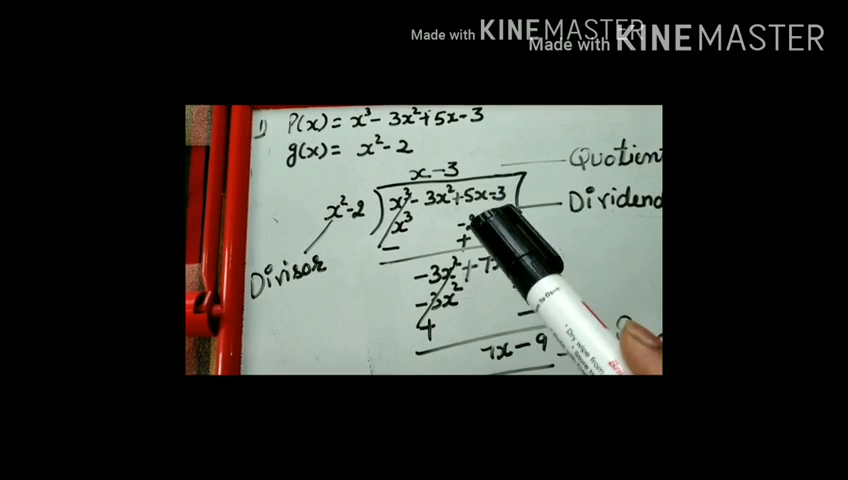 Made with KINEMASTER
Made with KINEMASTER
1) P(x) = x³ - 3x² + 5x - 3
g(x) = x² - 2
x - 3 Quotient
x² - 2 ) x³ - 3x² + 5x - 3 Dividend
x³ -
- +
Divisor
-3x² + 7x
-3x²
+ -
7x - 9